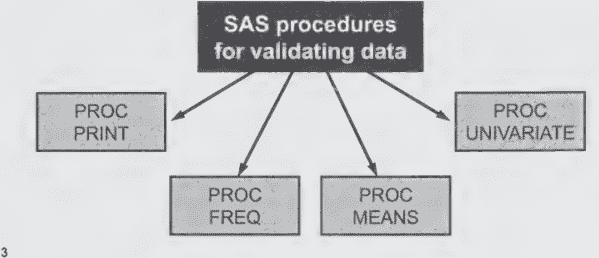 SAS procedures
for validating data
PROC
PRINT
PROC
UNIVARIATE
PROC
FREQ
PROC
MEANS
3